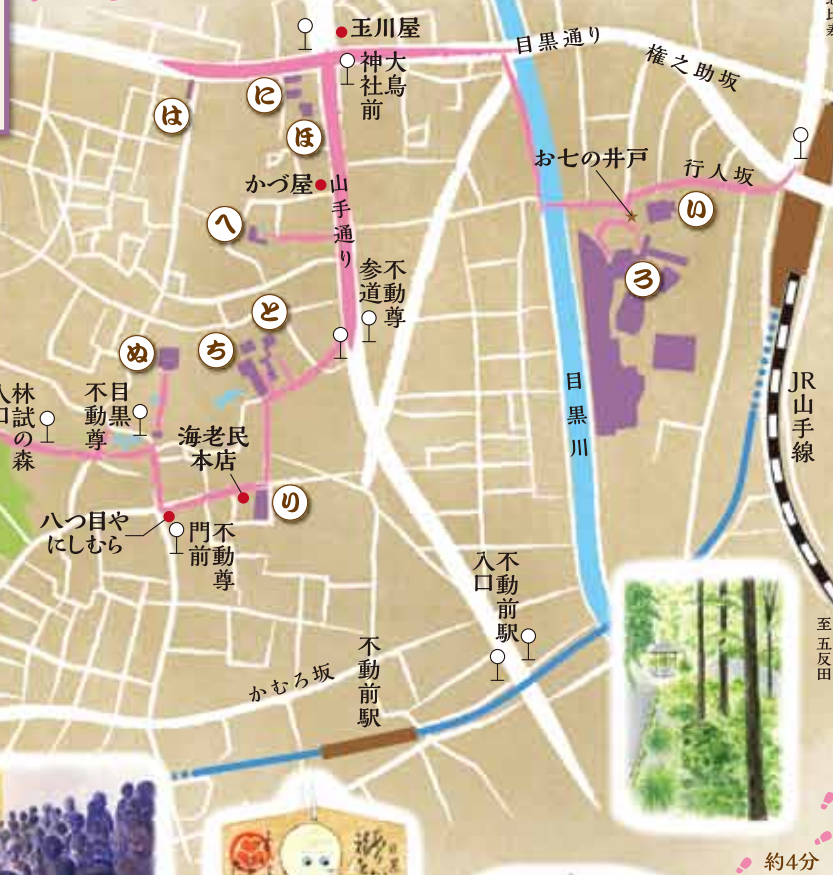 玉川屋
大鳥
神社前
目黒通り
権之助坂
は
に
ほ
お七の井戸
行人坂
い
かづ屋
山手通り
へ
ろ
不動尊
参道
と
ち
ぬ
目黒
不動尊
林試の森
入口
目黒川
JR山手線
海老民
本店
り
八つ目や
にしむら
不動尊
門前
不動前駅
入口
至 五反田
かむろ坂
不動前駅
約4分